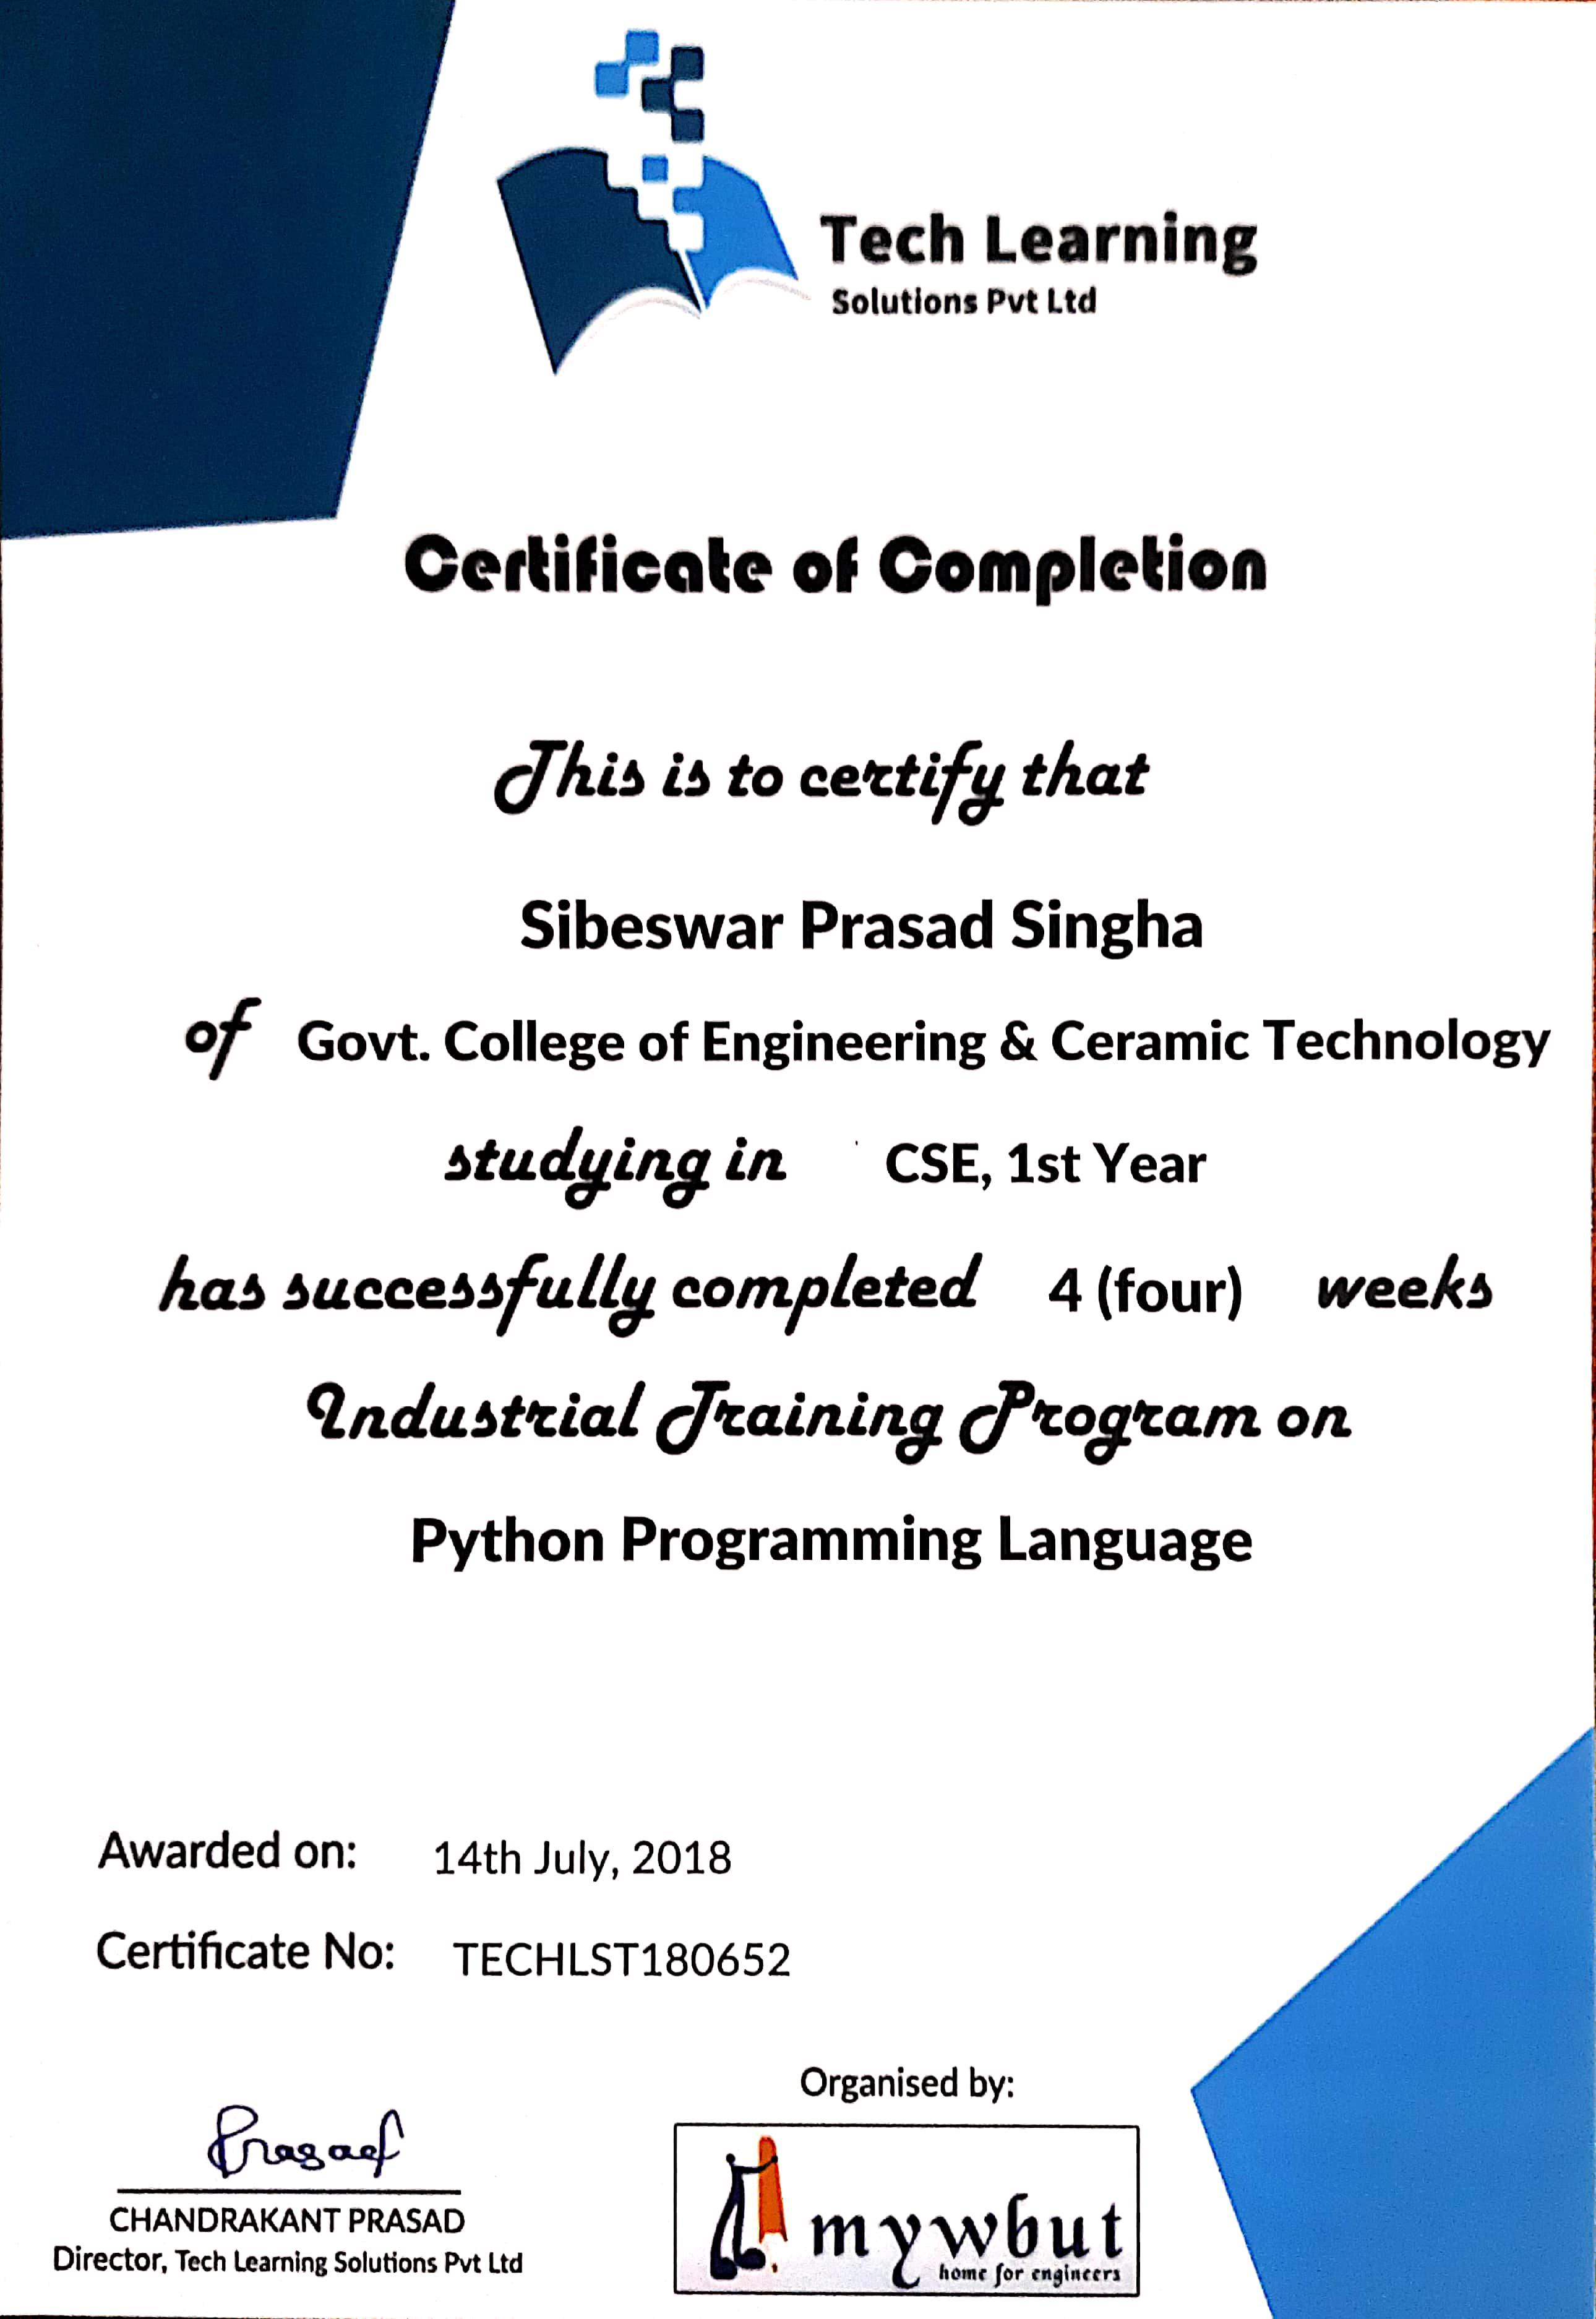 Tech Learning
Solutions Pvt Ltd
Certificate of Completion
This is to certify that
Sibeswar Prasad Singha
of Govt. College of Engineering & Ceramic Technology
studying in CSE, 1st Year
has successfully completed 4 (four) weeks
Industrial Training Program on
Python Programming Language
Awarded on: 14th July, 2018
Certificate No: TECHLST180652
Prasad
CHANDRAKANT PRASAD
Director, Tech Learning Solutions Pvt Ltd
Organised by:
mywbut
home for engineers